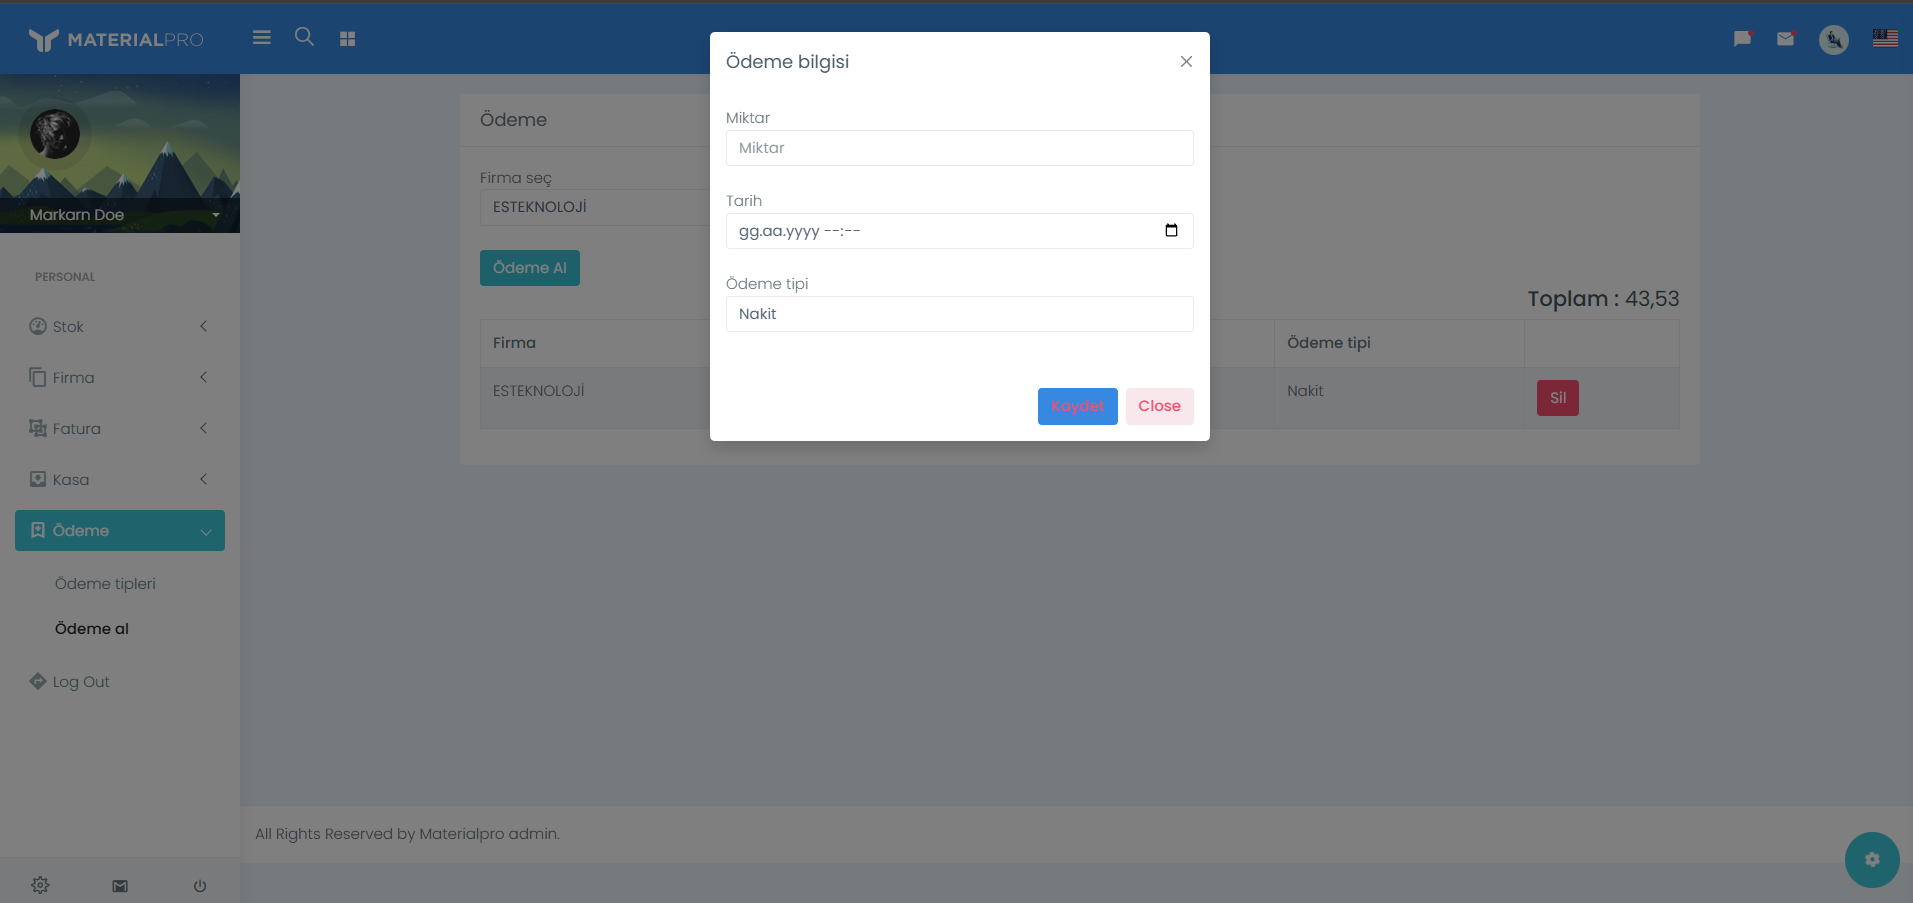 MATERIALPRO
Markarn Doe
PERSONAL
Stok
Firma
Fatura
Kasa
Ödeme
Ödeme tipleri
Ödeme al
Log Out
Ödeme
Firma seç
ESTEKNOLOJİ
Ödeme Al
Toplam : 43,53
Firma Ödeme tipi
ESTEKNOLOJİ Nakit Sil
Ödeme bilgisi
Miktar
Miktar
Tarih
gg.aa.yyyy --:--
Ödeme tipi
Nakit
Kaydet Close
All Rights Reserved by Materialpro admin.